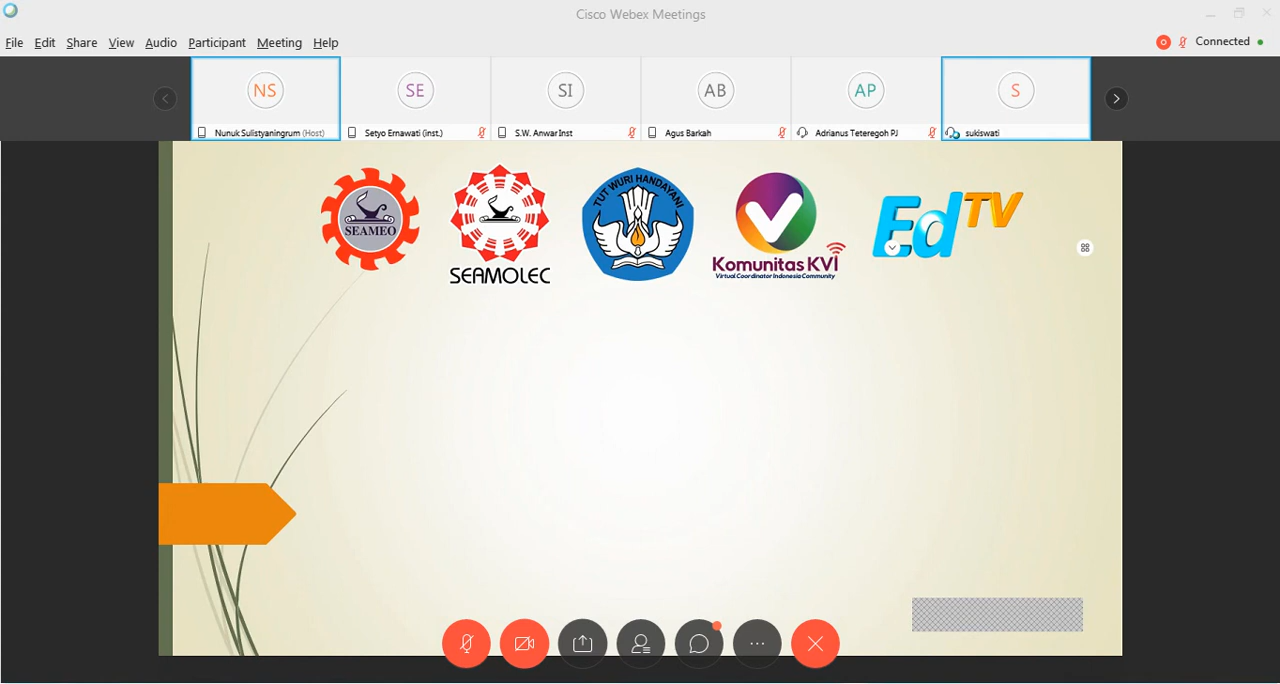 Cisco Webex Meetings
File Edit Share View Audio Participant Meeting Help
Connected
NS SE SI AB AP S
Nunuk Sulistyaningrum (Host) Setyo Ernawati (inst.) S.W. Anwar Inst Agus Barkah Adrianus Teteregoh PJ sukiswati
SEAMEO
SEAMOLEC
TUT WURI HANDAYANI
Komunitas KVI
Virtual Coordinator Indonesia Community
EdTV